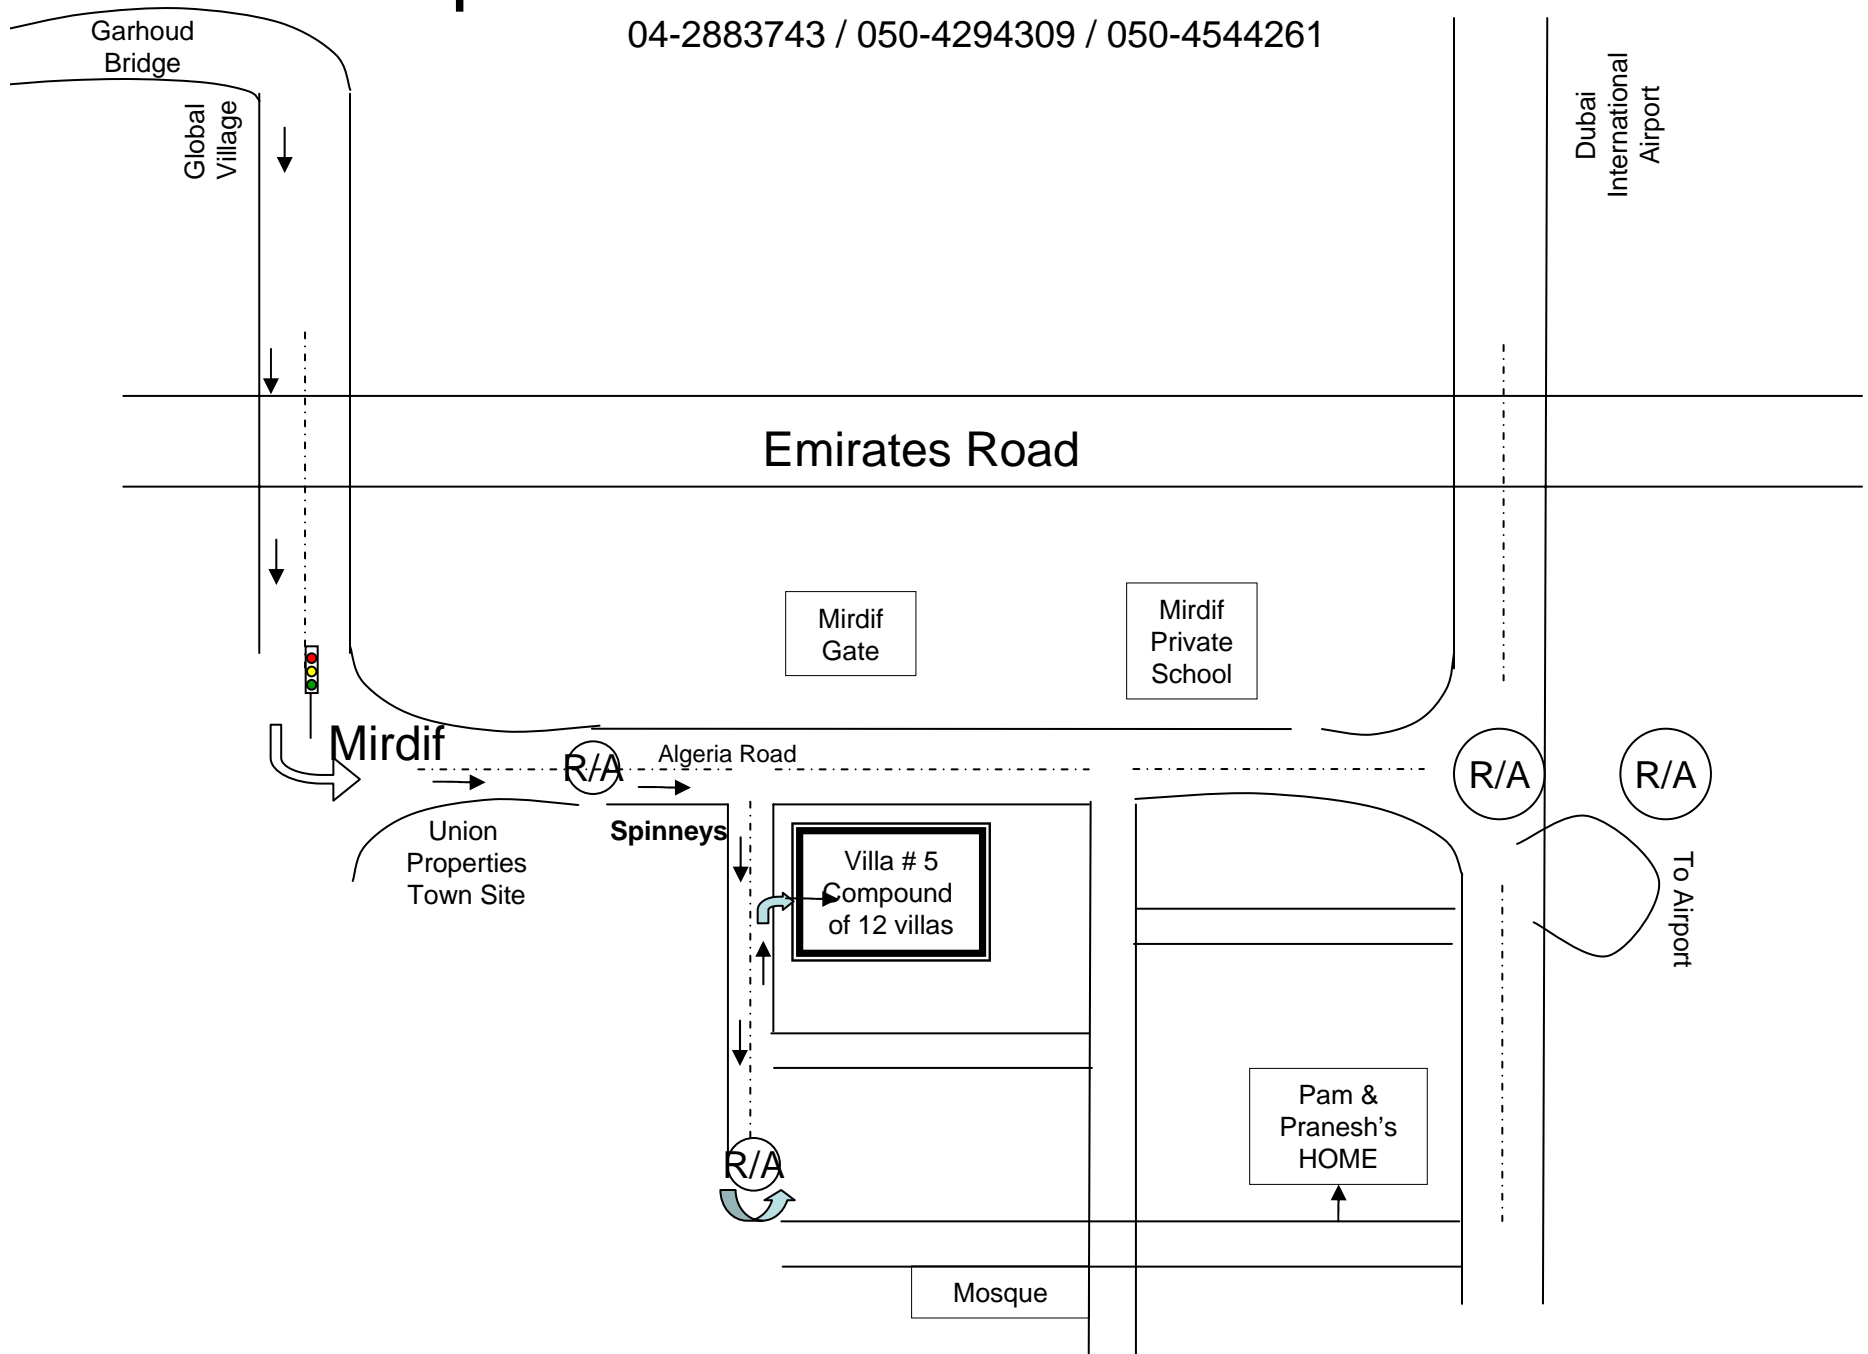 04-2883743 / 050-4294309 / 050-4544261
Garhoud
Bridge
Global
Village
Dubai
International
Airport
Emirates Road
Mirdif
Gate
Mirdif
Private
School
Mirdif
R/A
Algeria Road
R/A
R/A
Union
Properties
Town Site
Spinneys
Villa # 5
Compound
of 12 villas
To Airport
Pam &
Pranesh's
HOME
R/A
Mosque